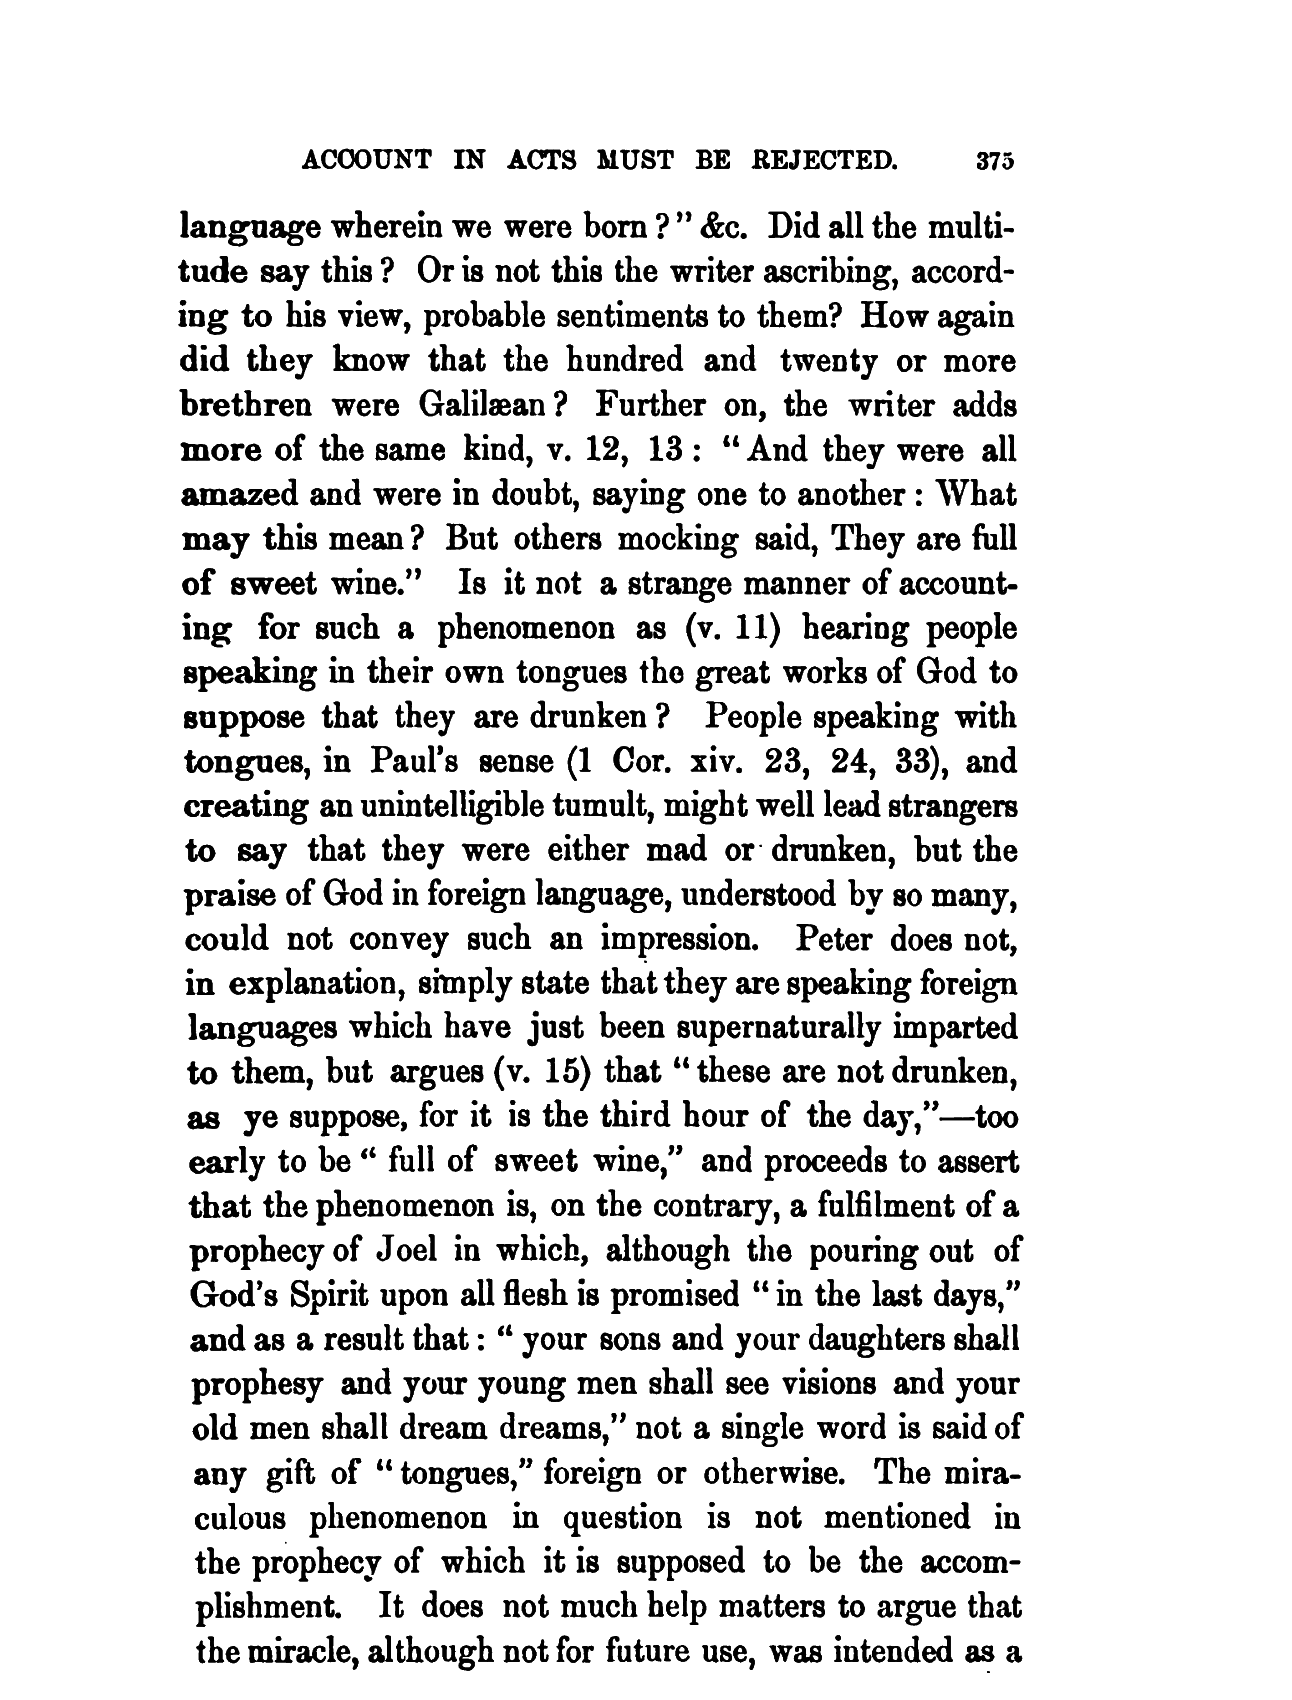 ACCOUNT IN ACTS MUST BE REJECTED. 375
language wherein we were born?" &c. Did all the multi-
tude say this? Or is not this the writer ascribing, accord-
ing to his view, probable sentiments to them? How again
did they know that the hundred and twenty or more
brethren were Galilæan? Further on, the writer adds
more of the same kind, v. 12, 13: "And they were all
amazed and were in doubt, saying one to another: What
may this mean? But others mocking said, They are full
of sweet wine." Is it not a strange manner of account-
ing for such a phenomenon as (v. 11) hearing people
speaking in their own tongues the great works of God to
suppose that they are drunken? People speaking with
tongues, in Paul's sense (1 Cor. xiv. 23, 24, 33), and
creating an unintelligible tumult, might well lead strangers
to say that they were either mad or drunken, but the
praise of God in foreign language, understood by so many,
could not convey such an impression. Peter does not,
in explanation, simply state that they are speaking foreign
languages which have just been supernaturally imparted
to them, but argues (v. 15) that "these are not drunken,
as ye suppose, for it is the third hour of the day,"—too
early to be "full of sweet wine," and proceeds to assert
that the phenomenon is, on the contrary, a fulfilment of a
prophecy of Joel in which, although the pouring out of
God's Spirit upon all flesh is promised "in the last days,"
and as a result that: "your sons and your daughters shall
prophesy and your young men shall see visions and your
old men shall dream dreams," not a single word is said of
any gift of "tongues," foreign or otherwise. The mira-
culous phenomenon in question is not mentioned in
the prophecy of which it is supposed to be the accom-
plishment. It does not much help matters to argue that
the miracle, although not for future use, was intended as a